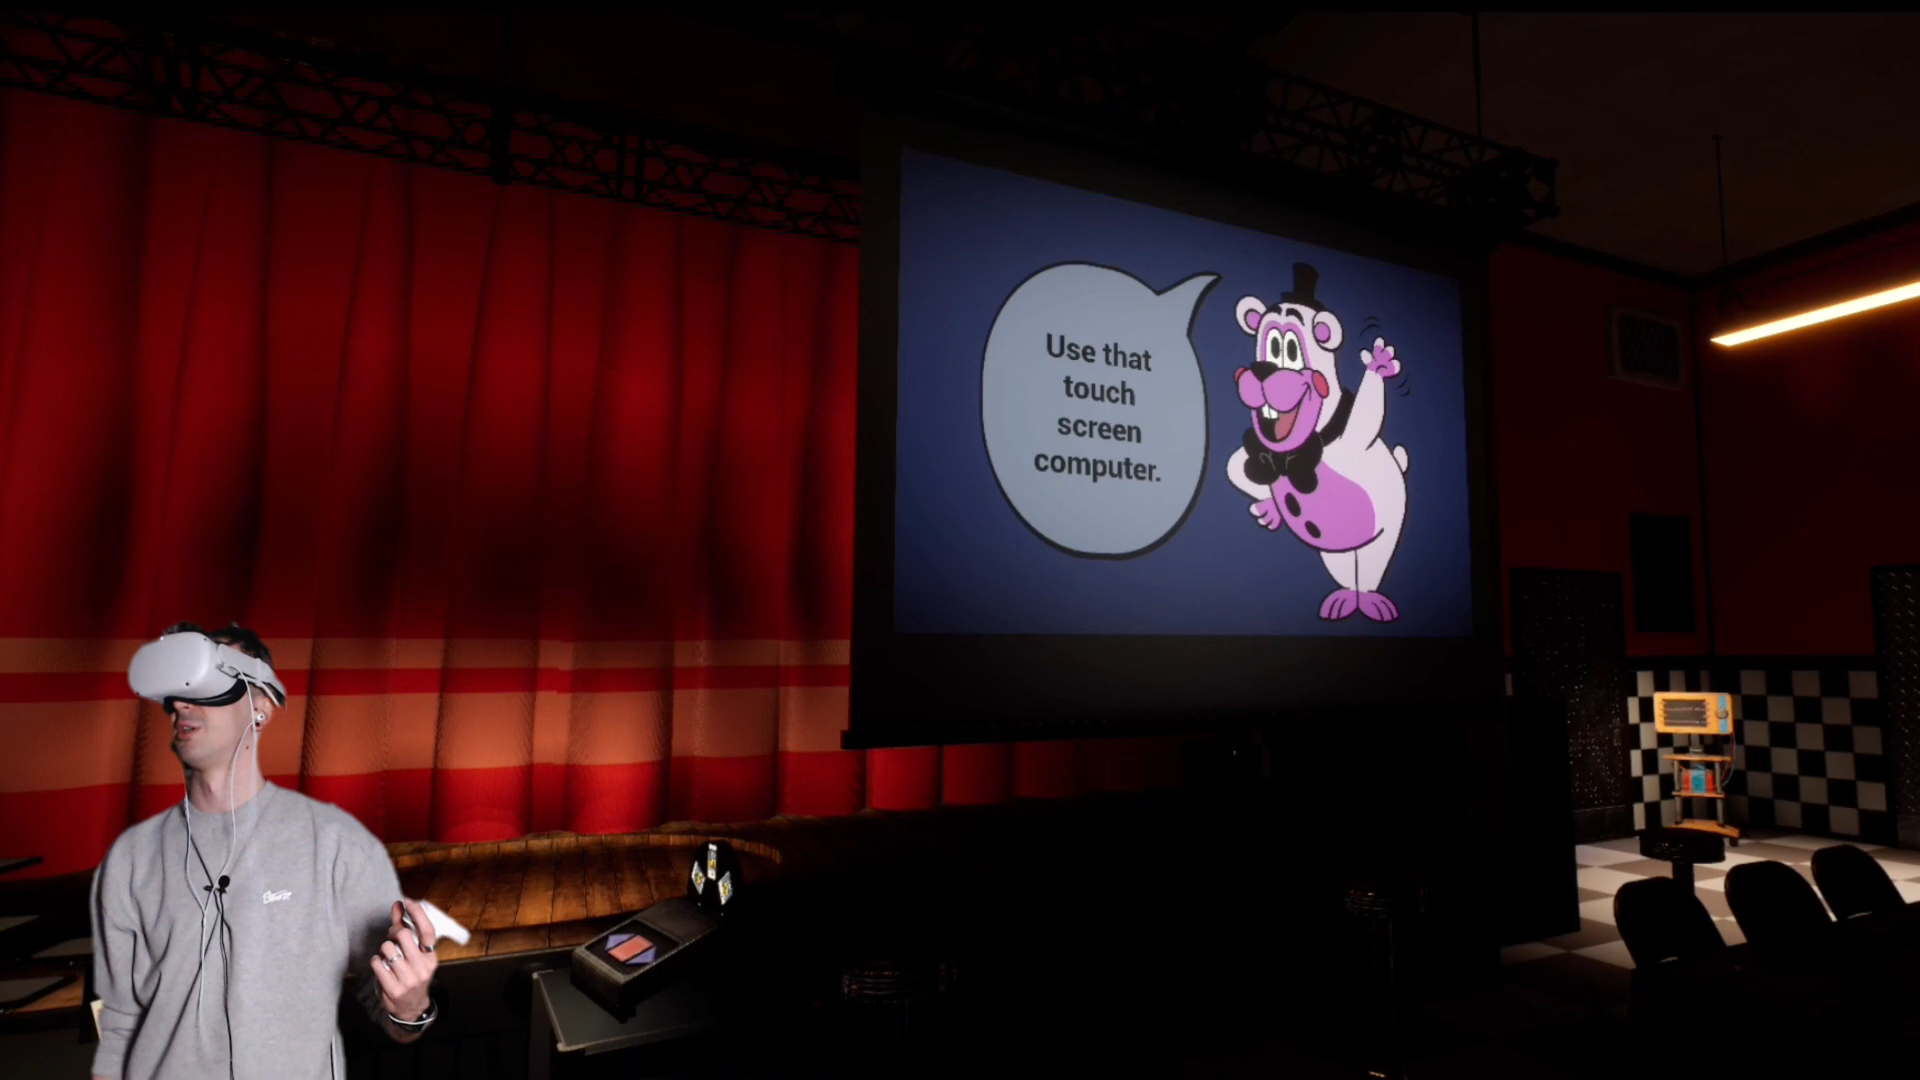 Use that
touch
screen
computer.